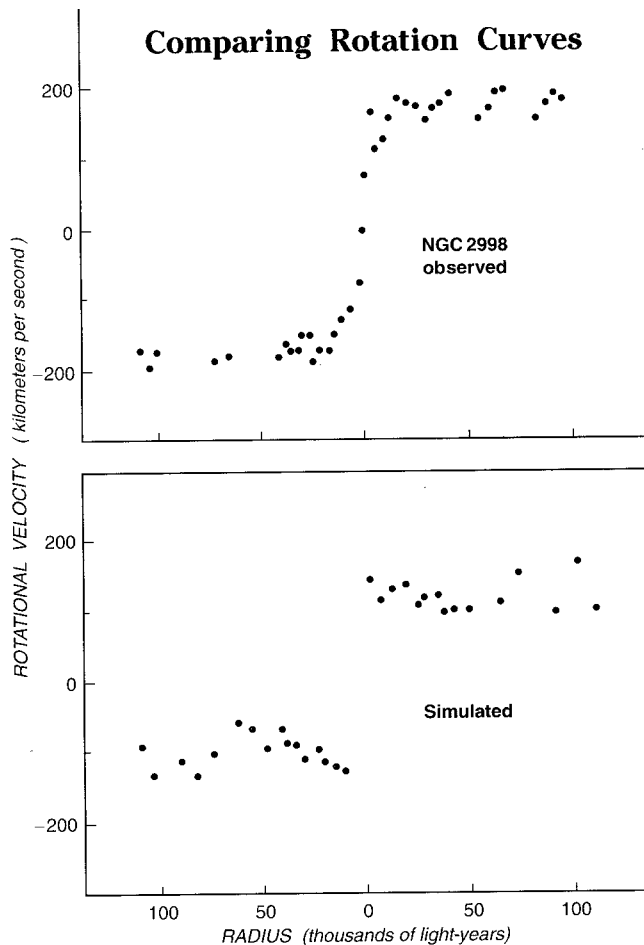 Comparing Rotation Curves
200
0
−200
NGC 2998
observed
ROTATIONAL VELOCITY ( kilometers per second )
200
0
−200
Simulated
100 50 0 50 100
RADIUS (thousands of light-years)